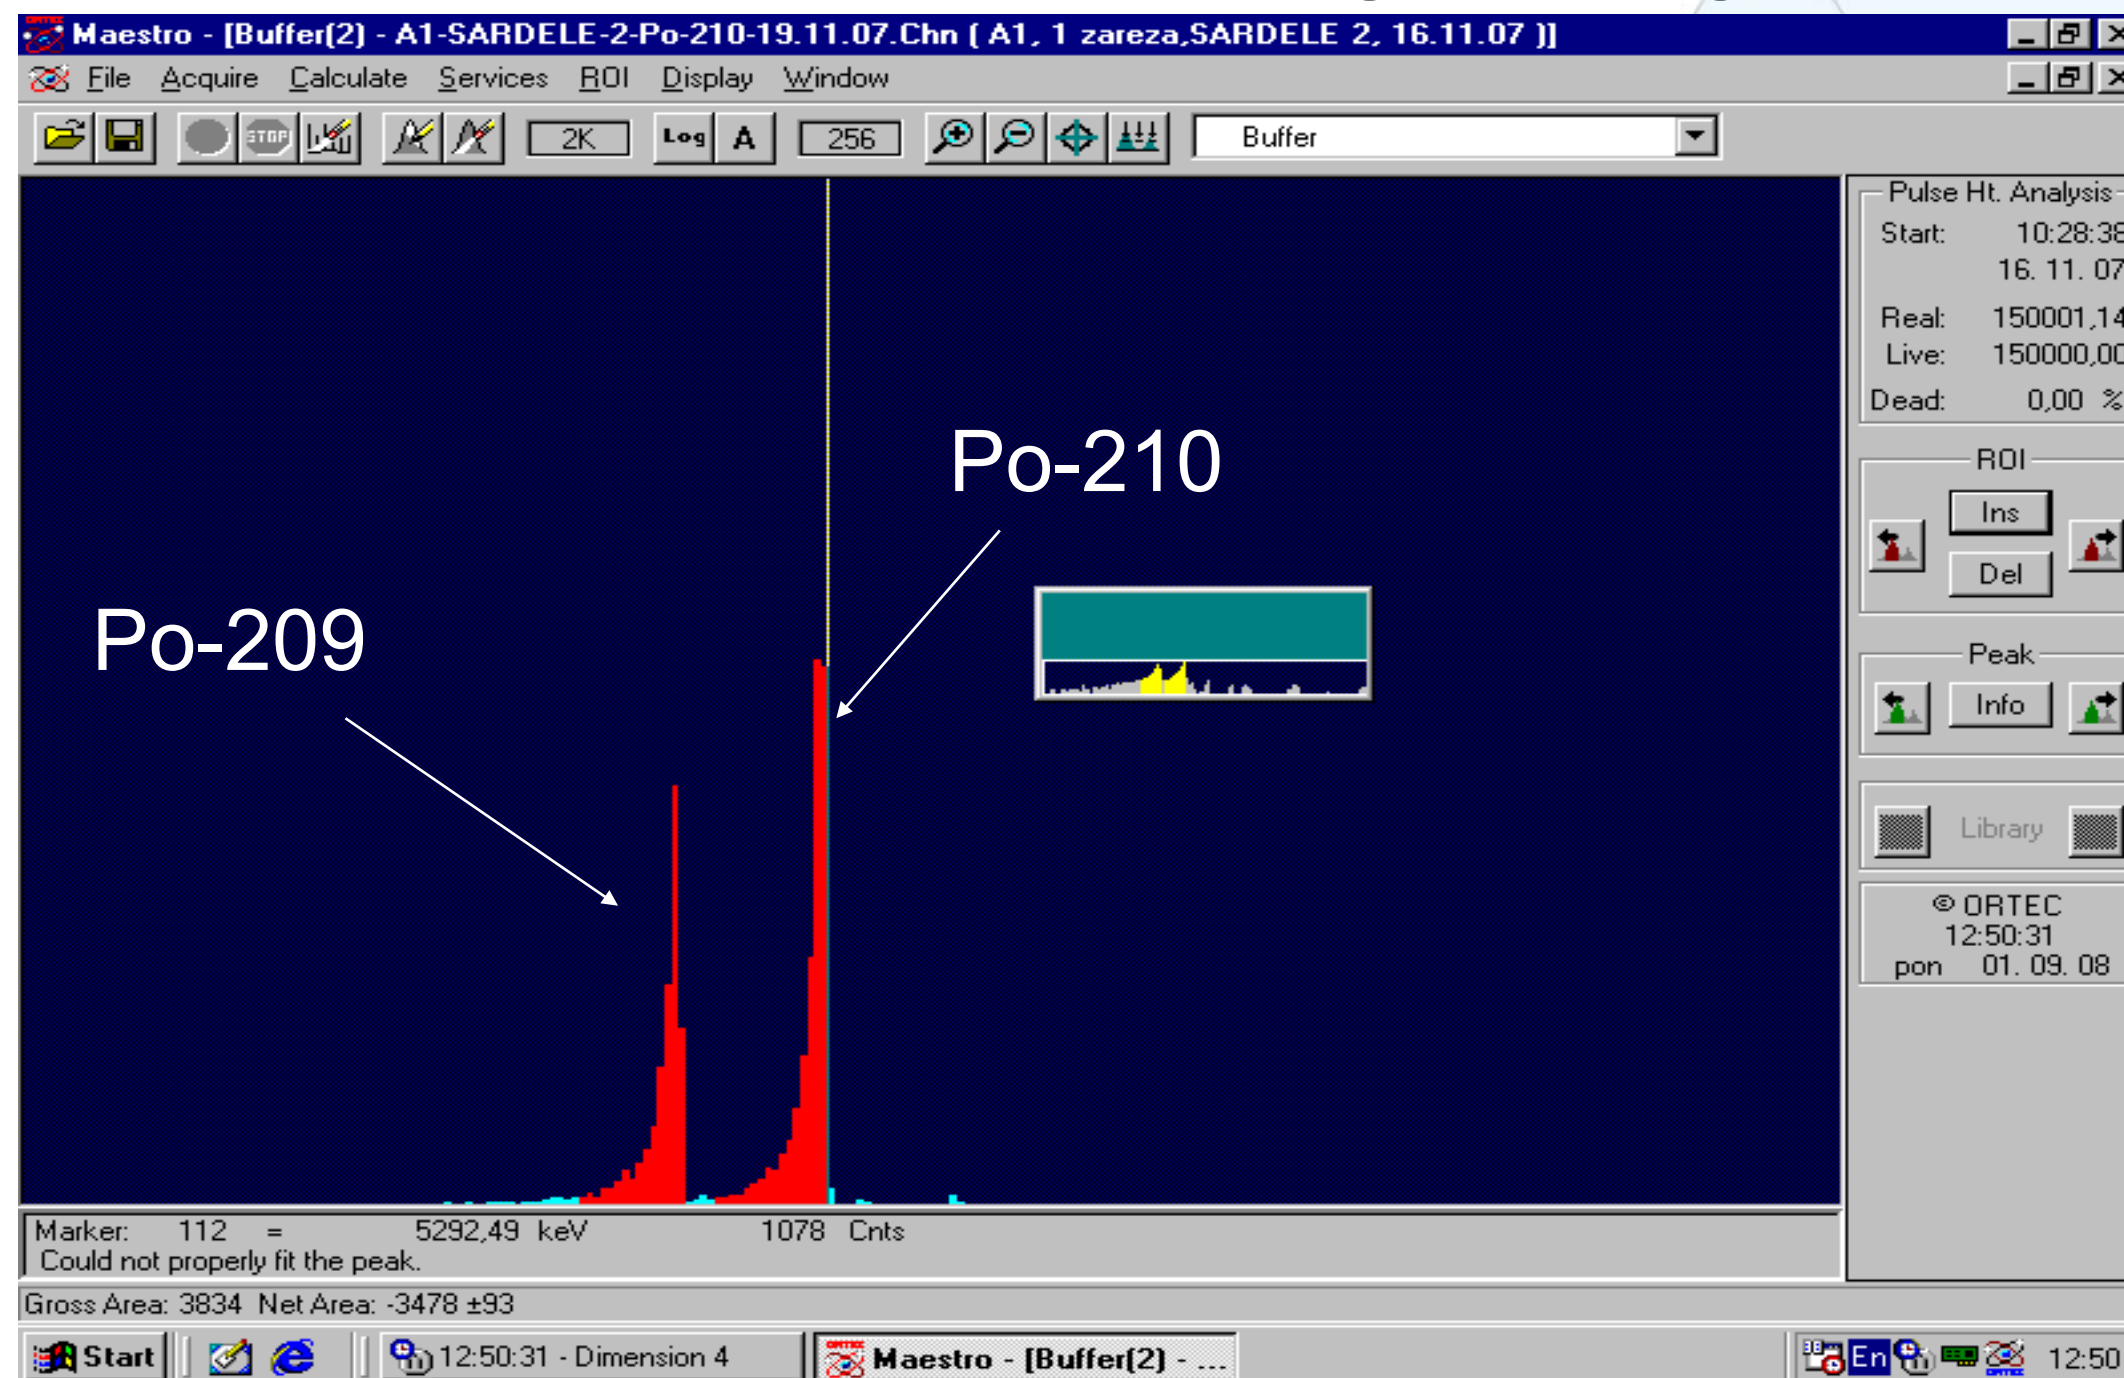 Maestro - [Buffer(2) - A1-SARDELE-2-Po-210-19.11.07.Chn ( A1, 1 zareza,SARDELE 2, 16.11.07 )]
File Acquire Calculate Services ROI Display Window
STOP 2K Log A 256 Buffer
Pulse Ht. Analysis
Start: 10:28:38
16. 11. 07
Real: 150001,14
Live: 150000,00
Dead: 0,00 %
ROI
Ins
Del
Peak
Info
Library
© ORTEC
12:50:31
pon 01. 09. 08
Po-210
Po-209
Marker: 112 = 5292,49 keV 1078 Cnts
Could not properly fit the peak.
Gross Area: 3834 Net Area: -3478 ±93
Start 12:50:31 - Dimension 4 Maestro - [Buffer(2) - ... En 12:50